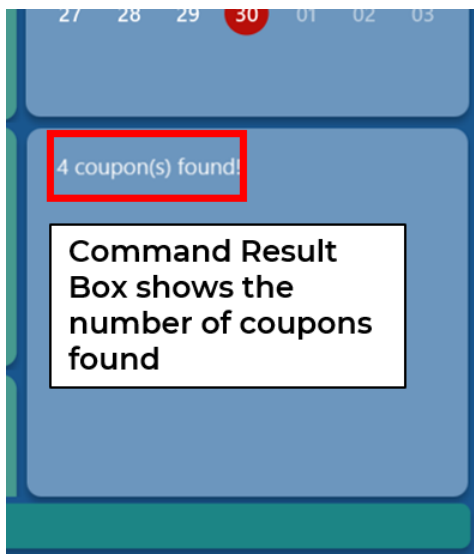 27 28 29 30 01 02 03
4 coupon(s) found!
Command Result
Box shows the
number of coupons
found